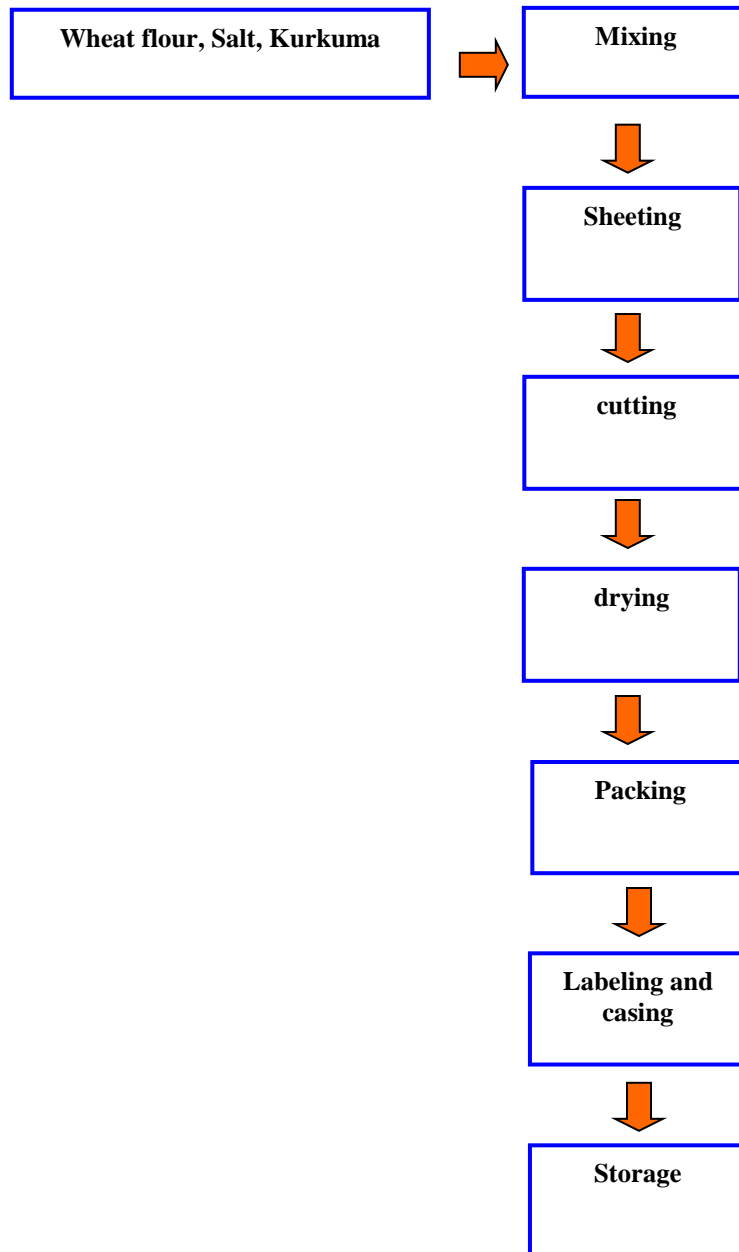 Wheat flour, Salt, Kurkuma
Mixing
Sheeting
cutting
drying
Packing
Labeling and
casing
Storage